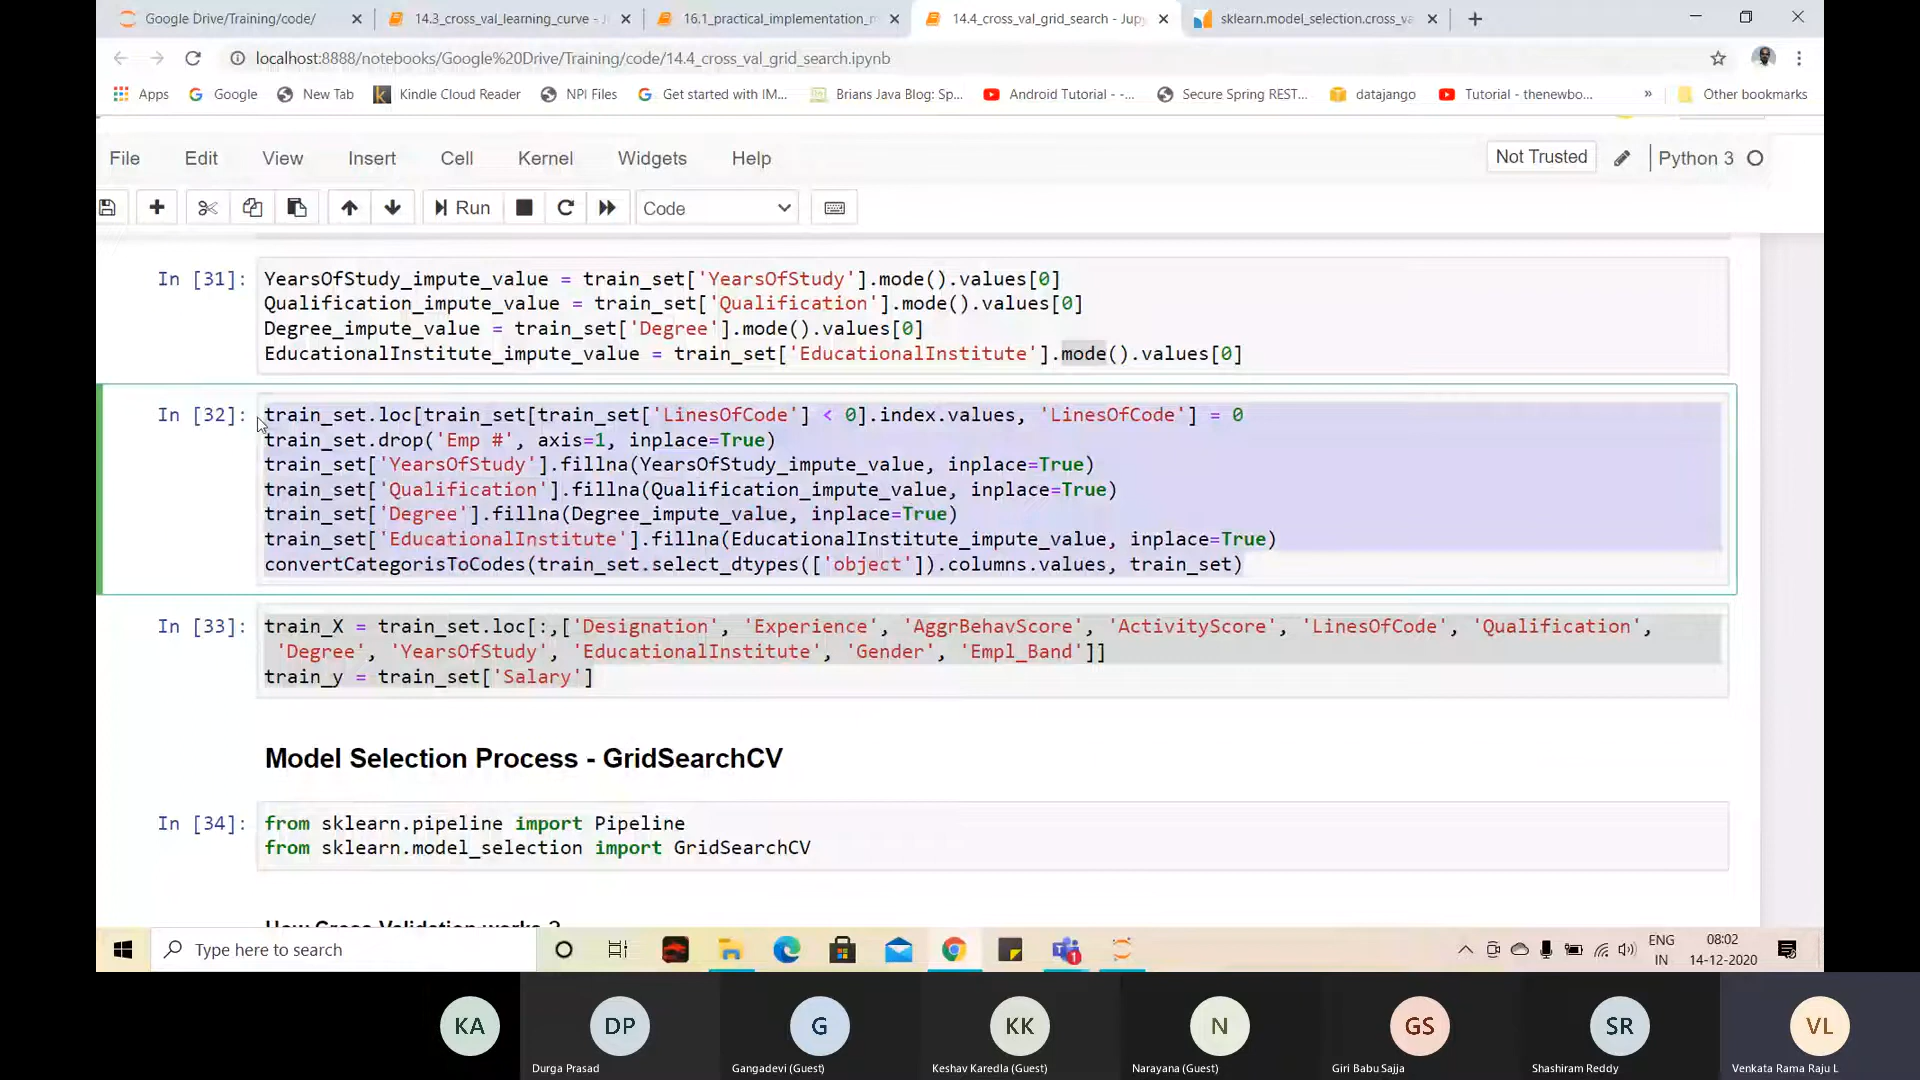 Google Drive/Training/code/
14.3_cross_val_learning_curve - J
16.1_practical_implementation_m
14.4_cross_val_grid_search - Jup
sklearn.model_selection.cross_va
localhost:8888/notebooks/Google%20Drive/Training/code/14.4_cross_val_grid_search.ipynb
Apps
Google
New Tab
Kindle Cloud Reader
NPI Files
Get started with IM...
Brians Java Blog: Sp...
Android Tutorial - -...
Secure Spring REST...
datajango
Tutorial - thenewbo...
»
Other bookmarks
File Edit View Insert Cell Kernel Widgets Help
Not Trusted
Python 3
Run
Code
In [31]:
YearsOfStudy_impute_value = train_set['YearsOfStudy'].mode().values[0]
Qualification_impute_value = train_set['Qualification'].mode().values[0]
Degree_impute_value = train_set['Degree'].mode().values[0]
EducationalInstitute_impute_value = train_set['EducationalInstitute'].mode().values[0]
In [32]:
train_set.loc[train_set[train_set['LinesOfCode'] < 0].index.values, 'LinesOfCode'] = 0
train_set.drop('Emp #', axis=1, inplace=True)
train_set['YearsOfStudy'].fillna(YearsOfStudy_impute_value, inplace=True)
train_set['Qualification'].fillna(Qualification_impute_value, inplace=True)
train_set['Degree'].fillna(Degree_impute_value, inplace=True)
train_set['EducationalInstitute'].fillna(EducationalInstitute_impute_value, inplace=True)
convertCategorisToCodes(train_set.select_dtypes(['object']).columns.values, train_set)
In [33]:
train_X = train_set.loc[:,['Designation', 'Experience', 'AggrBehavScore', 'ActivityScore', 'LinesOfCode', 'Qualification',
'Degree', 'YearsOfStudy', 'EducationalInstitute', 'Gender', 'Empl_Band']]
train_y = train_set['Salary']
Model Selection Process - GridSearchCV
In [34]:
from sklearn.pipeline import Pipeline
from sklearn.model_selection import GridSearchCV
How Cross Validation works ?
Type here to search
1
ENG
IN
08:02
14-12-2020
KA
DP
G
KK
N
GS
SR
VL
Durga Prasad
Gangadevi (Guest)
Keshav Karedla (Guest)
Narayana (Guest)
Giri Babu Sajja
Shashiram Reddy
Venkata Rama Raju L